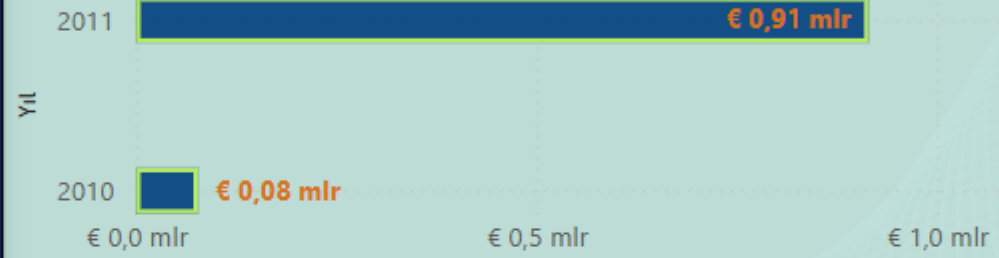 2011
€ 0,91 mlr
Yıl
2010
€ 0,08 mlr
€ 0,0 mlr
€ 0,5 mlr
€ 1,0 mlr